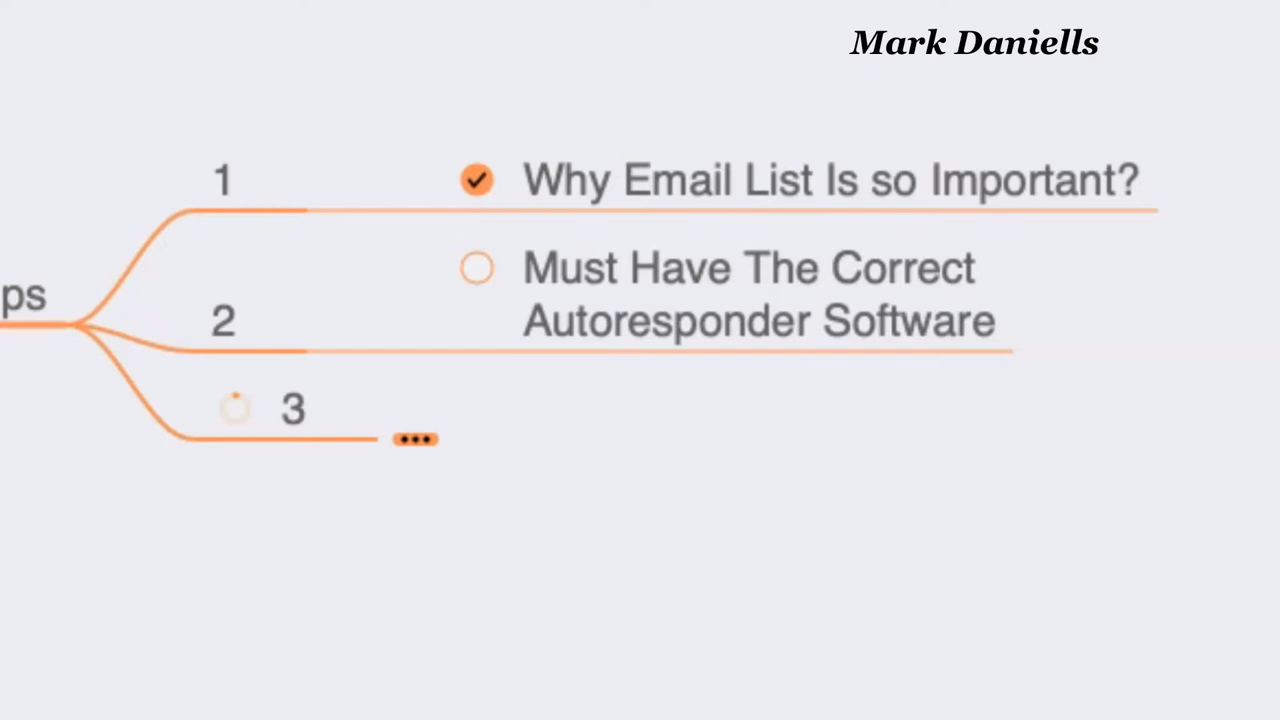 Mark Daniells
1
Why Email List Is so Important?
Must Have The Correct
ps
2
Autoresponder Software
3